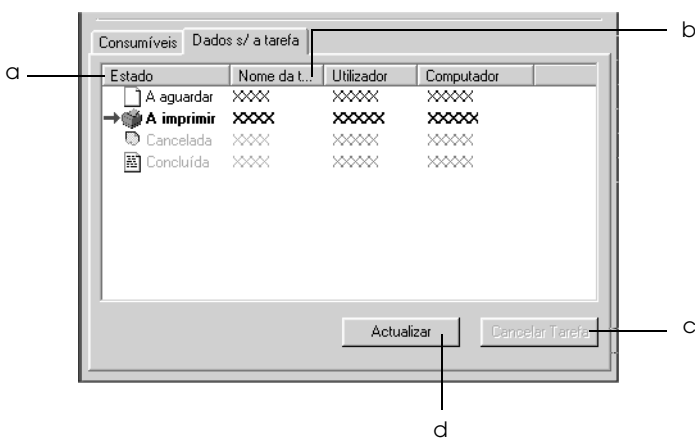 b
Consumíveis Dados s/ a tarefa
a
Estado Nome da t... Utilizador Computador
A aguardar XXXX XXXXX XXXXX
A imprimir XXXX XXXXX XXXXX
Cancelada XXXX XXXXX XXXXX
Concluída XXXX XXXXX XXXXX
Actualizar Cancelar Tarefa
c
d